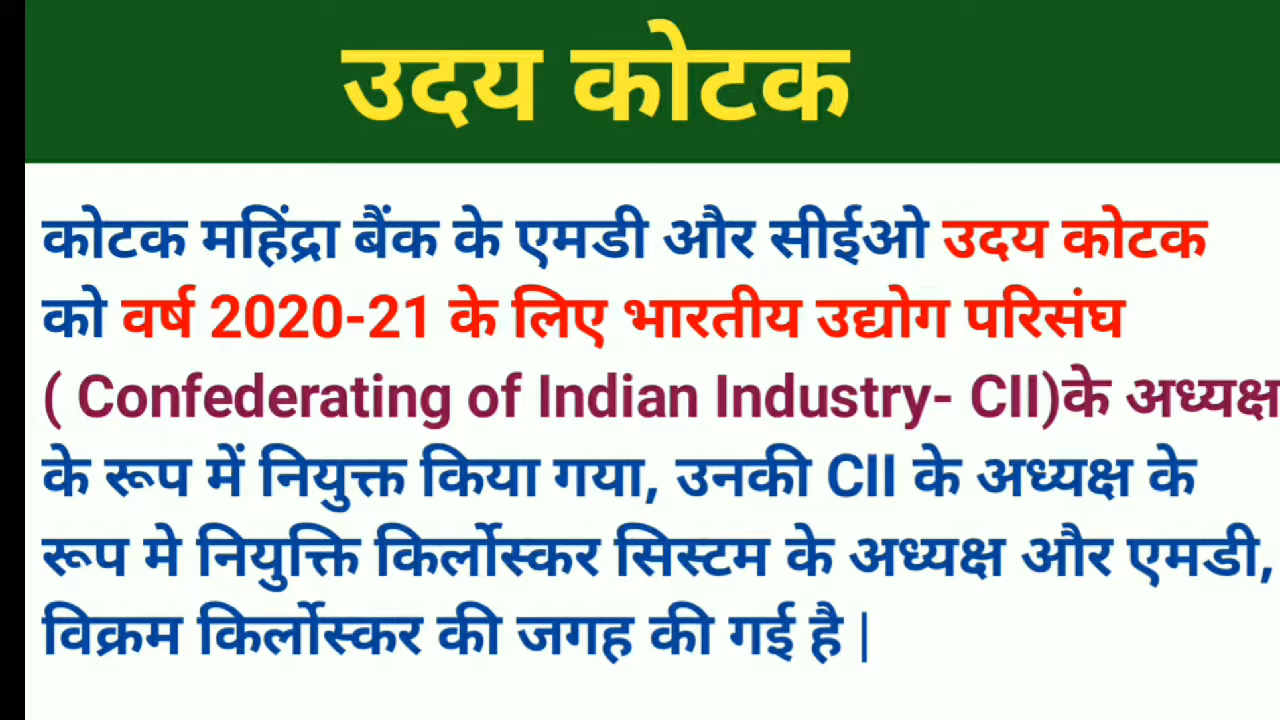 उदय कोटक
कोटक महिंद्रा बैंक के एमडी और सीईओ उदय कोटक
को वर्ष 2020-21 के लिए भारतीय उद्योग परिसंघ
( Confederating of Indian Industry- CII)के अध्यक्ष
के रूप में नियुक्त किया गया, उनकी CII के अध्यक्ष के
रूप मे नियुक्ति किर्लोस्कर सिस्टम के अध्यक्ष और एमडी,
विक्रम किर्लोस्कर की जगह की गई है |